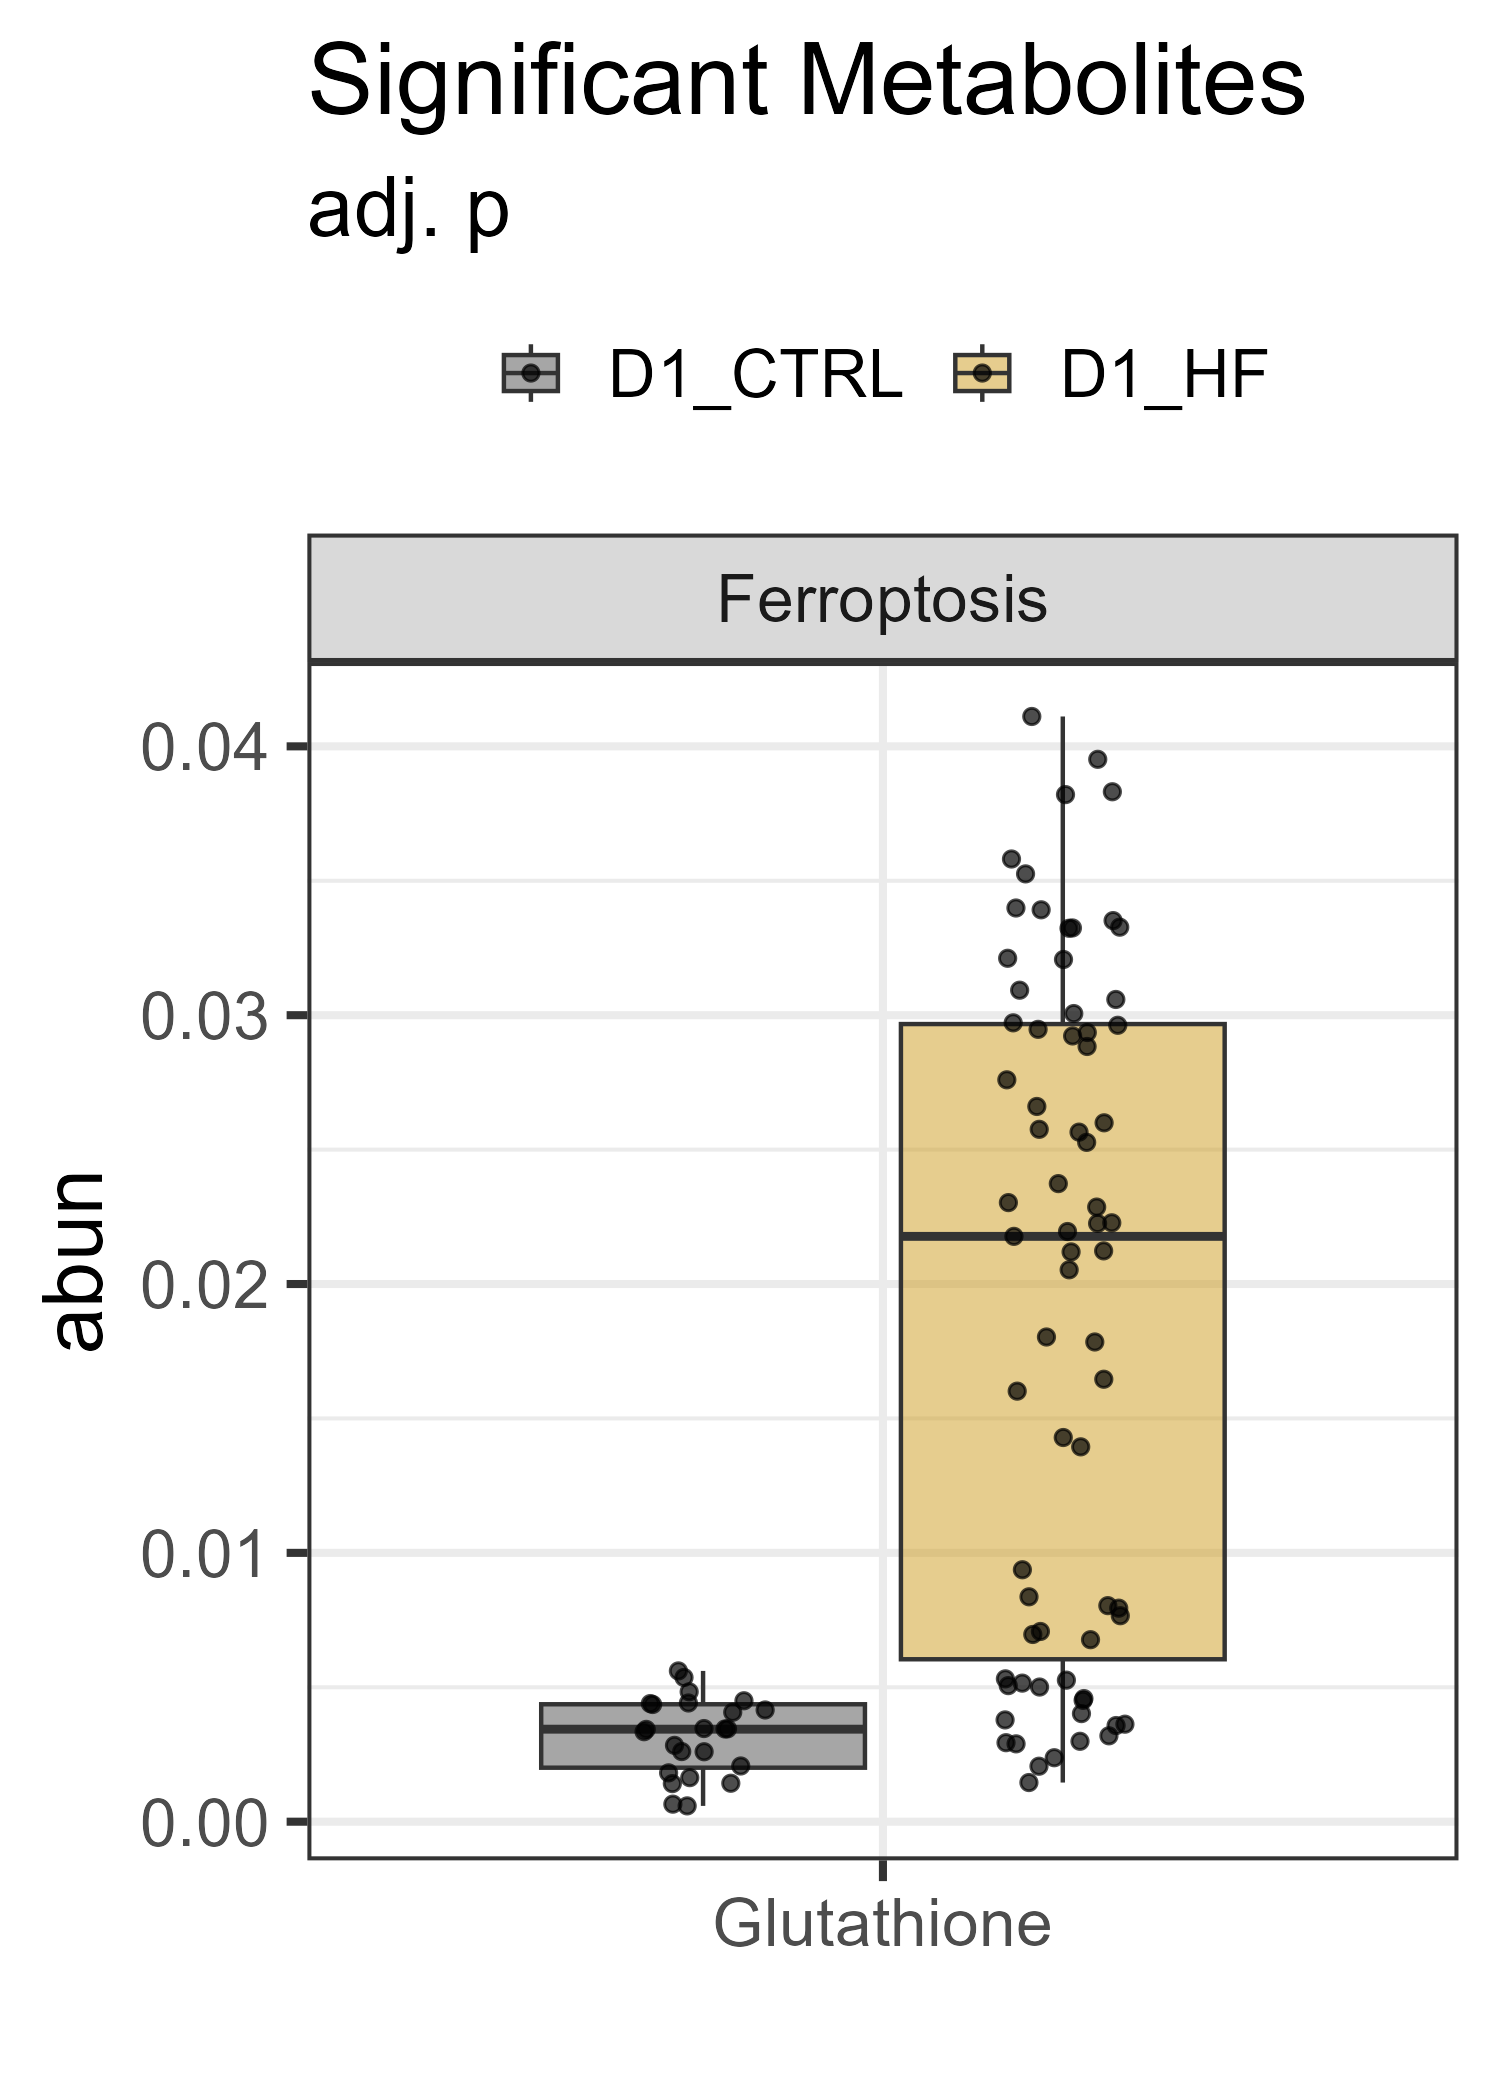 Significant Metabolites
adj. p
D1_CTRL D1_HF
Ferroptosis
0.04
0.03
0.02
0.01
0.00
abun
Glutathione